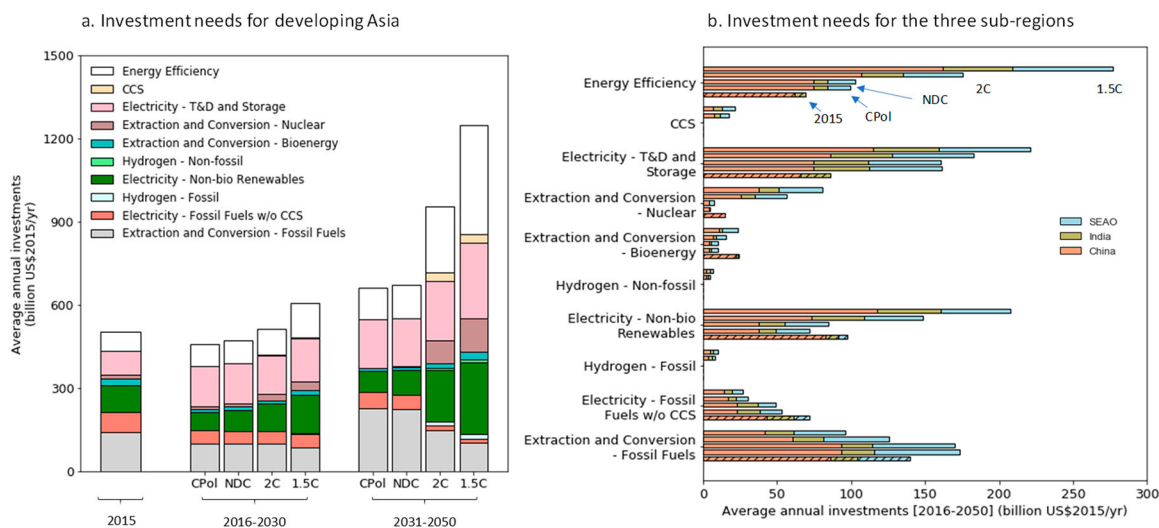 a. Investment needs for developing Asia
Average annual investments
(billion US$2015/yr)
1500
1200
900
600
300
0
Energy Efficiency
CCS
Electricity - T&D and Storage
Extraction and Conversion - Nuclear
Extraction and Conversion - Bioenergy
Hydrogen - Non-fossil
Electricity - Non-bio Renewables
Hydrogen - Fossil
Electricity - Fossil Fuels w/o CCS
Extraction and Conversion - Fossil Fuels
CPol NDC 2C 1.5C CPol NDC 2C 1.5C
2015 2016-2030 2031-2050
b. Investment needs for the three sub-regions
Energy Efficiency
CCS
Electricity - T&D and
Storage
Extraction and Conversion
- Nuclear
Extraction and Conversion
- Bioenergy
Hydrogen - Non-fossil
Electricity - Non-bio
Renewables
Hydrogen - Fossil
Electricity - Fossil
Fuels w/o CCS
Extraction and Conversion
- Fossil Fuels
2C 1.5C
NDC
CPol
2015
SEAO
India
China
0 50 100 150 200 250 300
Average annual investments [2016-2050] (billion US$2015/yr)